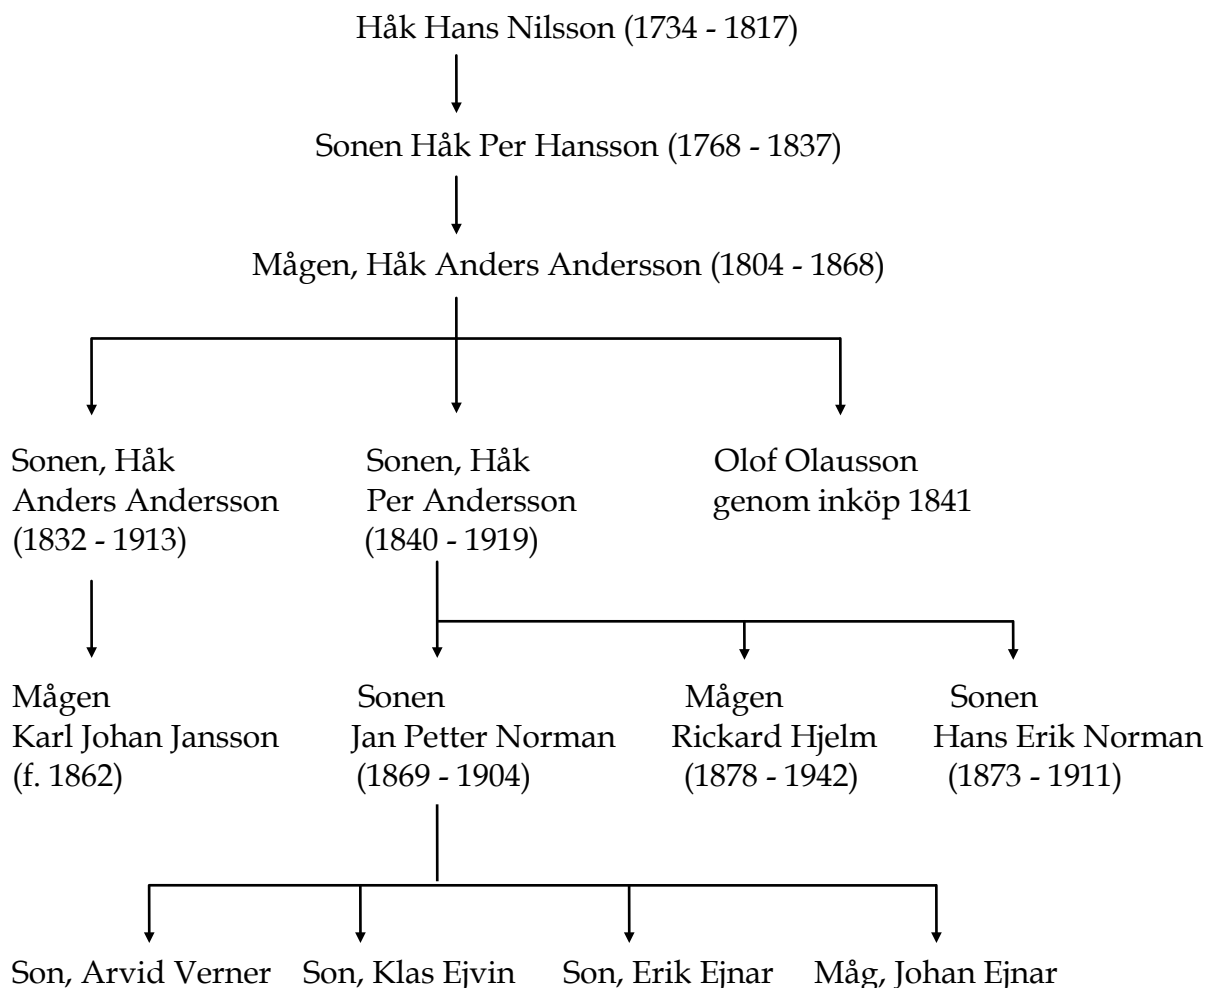 Håk Hans Nilsson (1734 - 1817)
Sonen Håk Per Hansson (1768 - 1837)
Mågen, Håk Anders Andersson (1804 - 1868)
Sonen, Håk
Anders Andersson
(1832 - 1913)
Sonen, Håk
Per Andersson
(1840 - 1919)
Olof Olausson
genom inköp 1841
Mågen
Karl Johan Jansson
(f. 1862)
Sonen
Jan Petter Norman
(1869 - 1904)
Mågen
Rickard Hjelm
(1878 - 1942)
Sonen
Hans Erik Norman
(1873 - 1911)
Son, Arvid Verner
Son, Klas Ejvin
Son, Erik Ejnar
Måg, Johan Ejnar